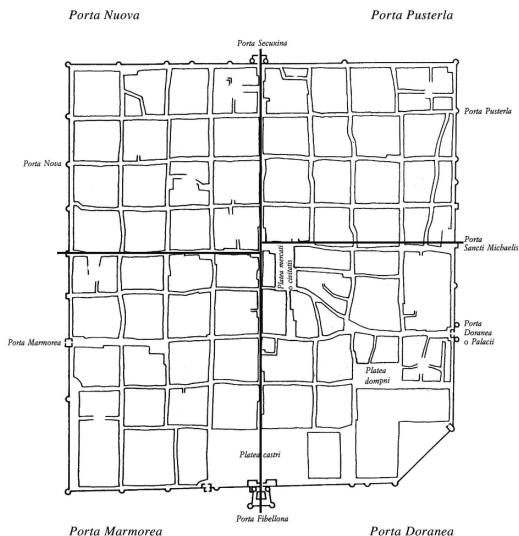 Porta Nuova
Porta Pusterla
Porta Secuxina
Porta Pusterla
Porta Nova
Porta
Sancti Michaelis
Platea mercati
o civitatis
Porta Marmorea
Porta
Doranea
o Palacii
Platea
dompni
Platea castri
Porta Fibellona
Porta Marmorea
Porta Doranea